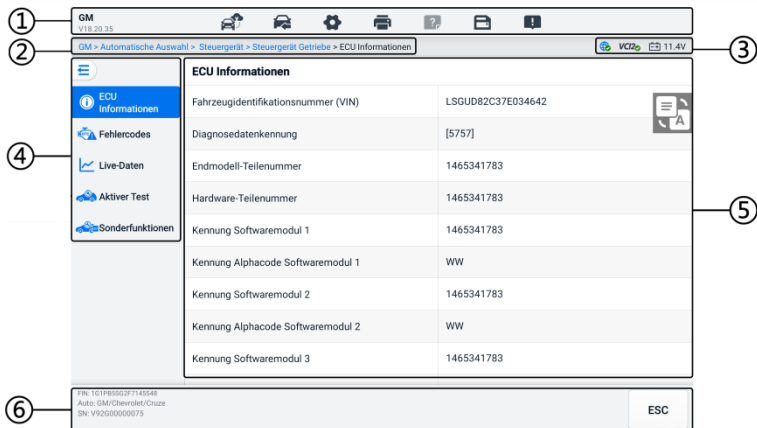 GM
V18.20.35
GM > Automatische Auswahl > Steuergerät > Steuergerät Getriebe > ECU Informationen
VCI2 11.4V
ECU Informationen
Fehlercodes
Live-Daten
Aktiver Test
Sonderfunktionen
ECU Informationen
Fahrzeugidentifikationsnummer (VIN) LSGUD82C37E034642
Diagnosedatenkennung [5757]
Endmodell-Teilenummer 1465341783
Hardware-Teilenummer 1465341783
Kennung Softwaremodul 1 1465341783
Kennung Alphacode Softwaremodul 1 WW
Kennung Softwaremodul 2 1465341783
Kennung Alphacode Softwaremodul 2 WW
Kennung Softwaremodul 3 1465341783
A
FIN: 1G1PB5SG2F7145548
Auto: GM/Chevrolet/Cruze
SN: V92G00000075
ESC
1
2
3
4
5
6